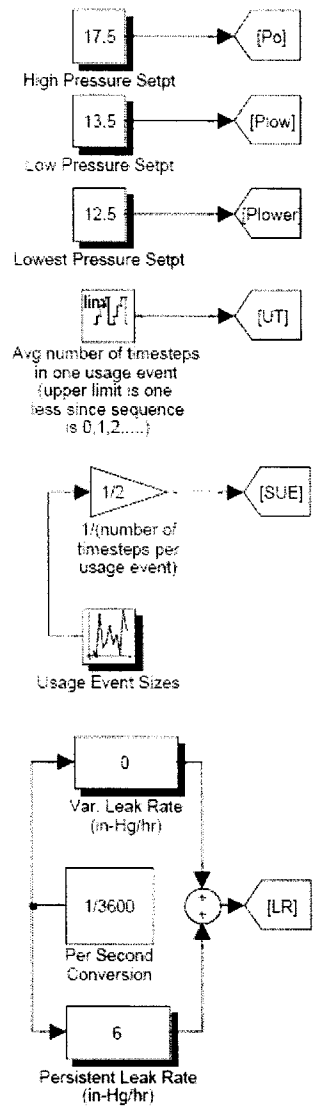 17.5
[Po]
High Pressure Setpt
13.5
[Plow]
Low Pressure Setpt
12.5
[Plower]
Lowest Pressure Setpt
lim
[UT]
Avg number of timesteps
in one usage event
(upper limit is one
less since sequence
is 0,1,2.....)
1/2
[SUE]
1/(number of
timesteps per
usage event)
Usage Event Sizes
0
Var. Leak Rate
(in-Hg/hr)
1/3600
+
+
[LR]
Per Second
Conversion
6
Persistent Leak Rate
(in-Hg/hr)